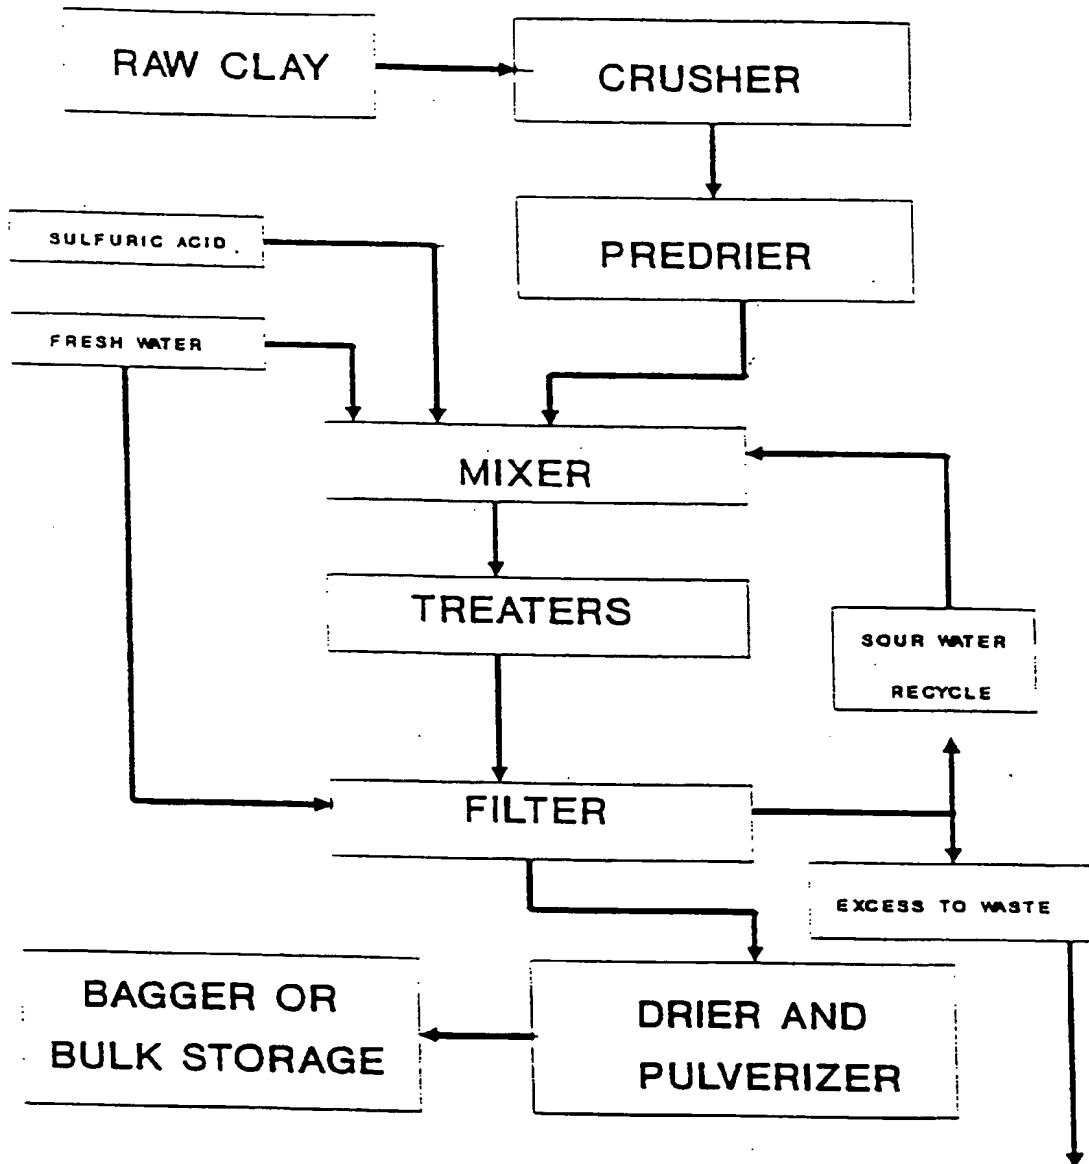 RAW CLAY
CRUSHER
SULFURIC ACID
PREDRIER
FRESH WATER
MIXER
TREATERS
SOUR WATER
RECYCLE
FILTER
EXCESS TO WASTE
BAGGER OR
BULK STORAGE
DRIER AND
PULVERIZER